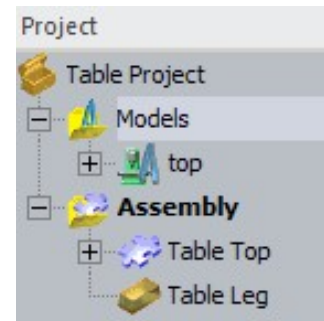 Project
Table Project
Models
top
Assembly
Table Top
Table Leg